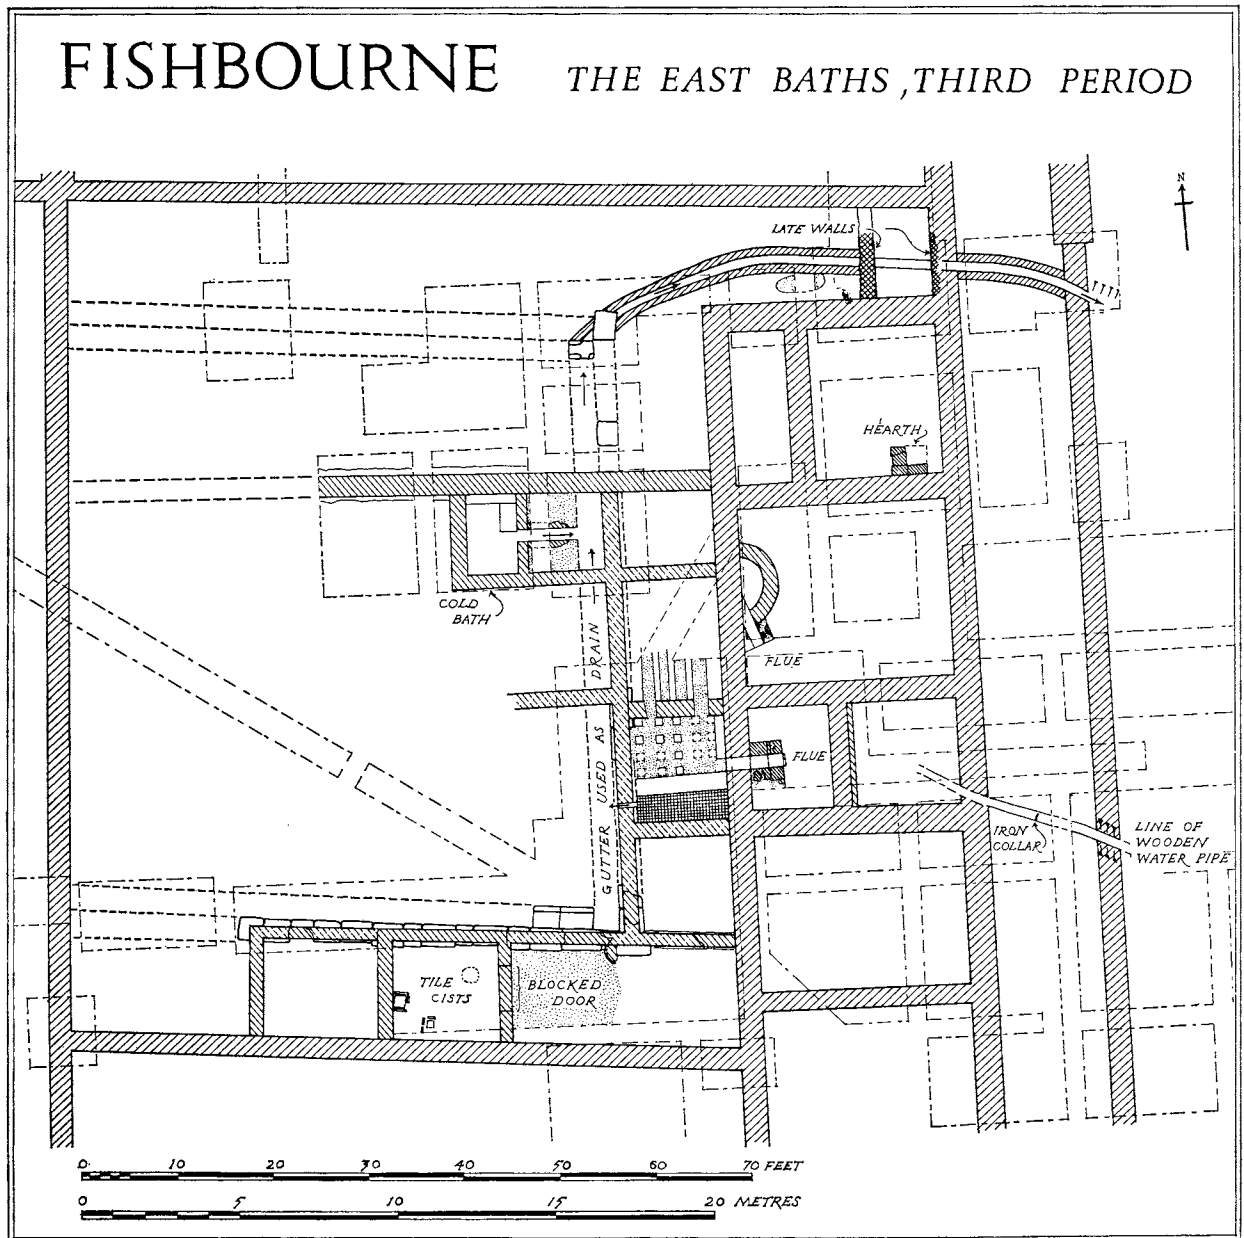 FISHBOURNE THE EAST BATHS, THIRD PERIOD
N
LATE WALLS
HEARTH
COLD
BATH
FLUE
GUTTER USED AS DRAIN
FLUE
IRON
COLLAR
LINE OF
WOODEN
WATER PIPE
TILE
CISTS
BLOCKED
DOOR
0 10 20 30 40 50 60 70 FEET
0 5 10 15 20 METRES